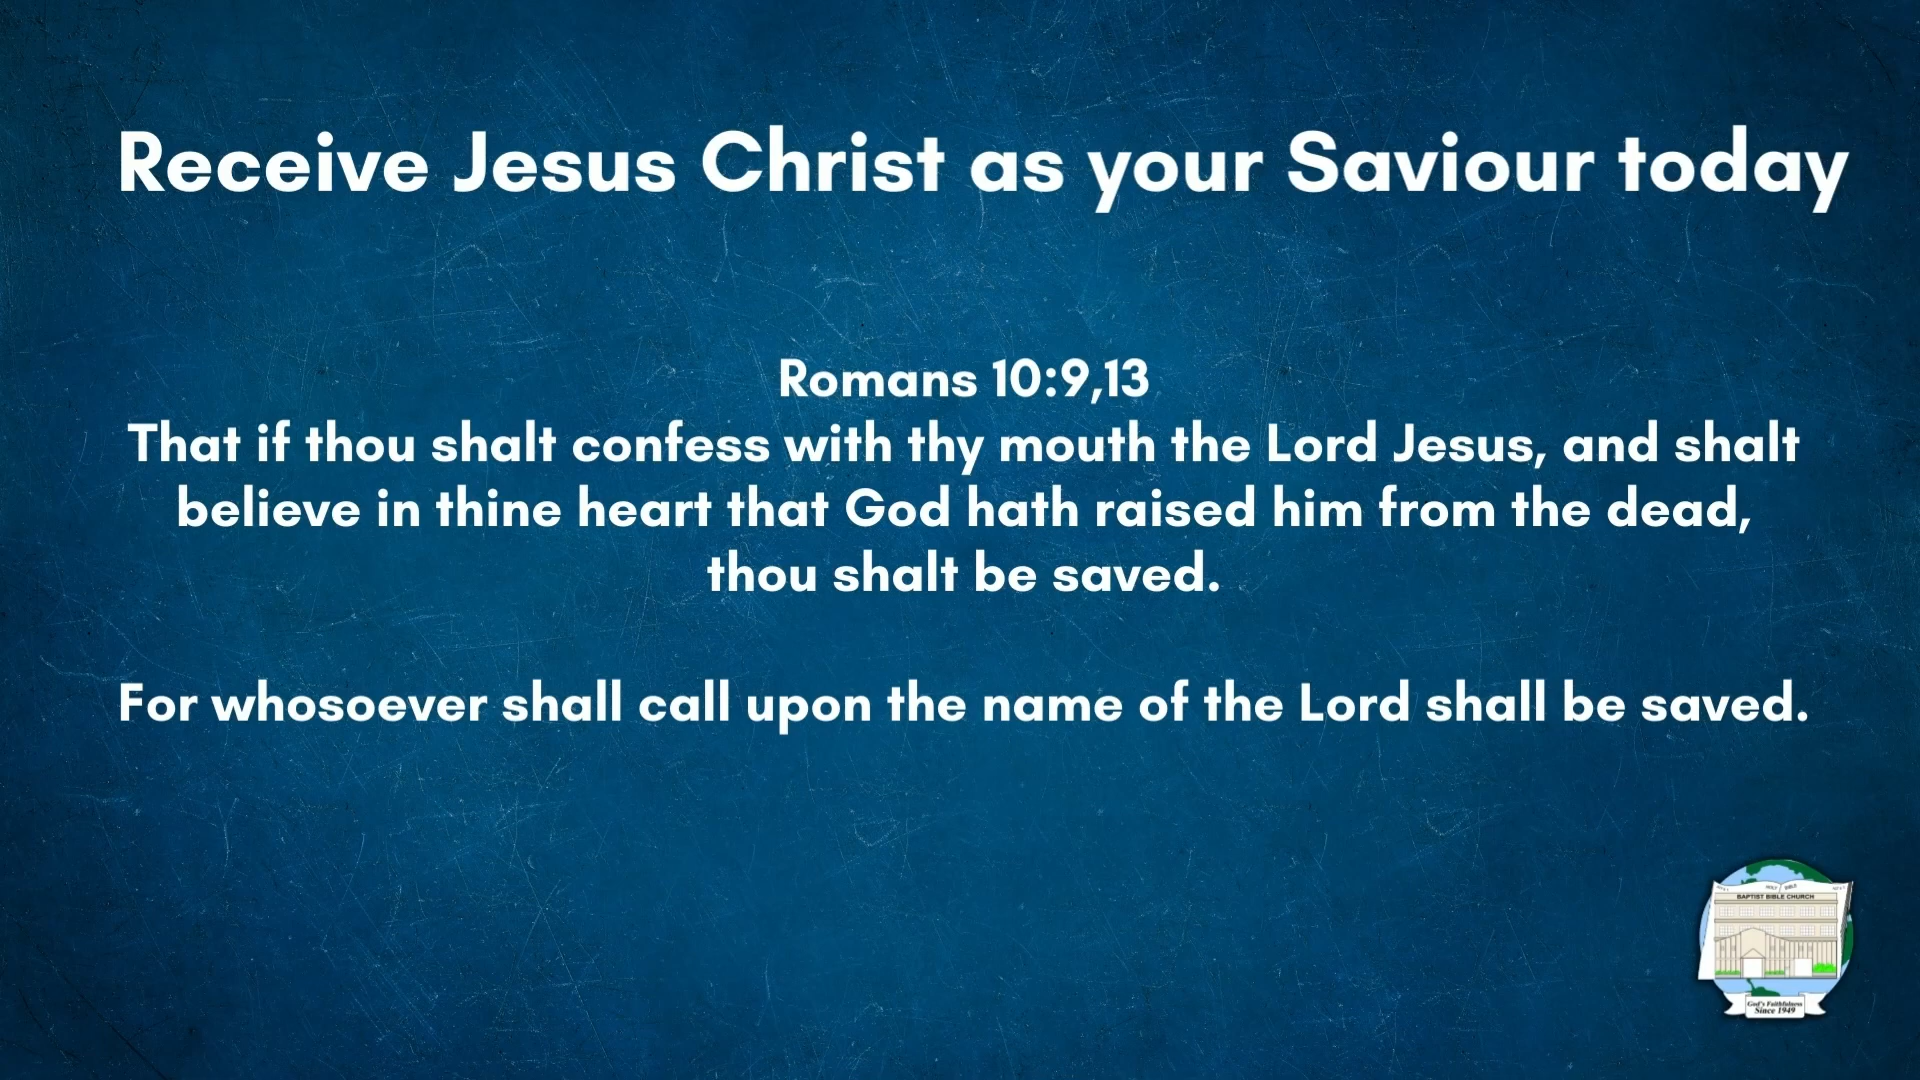 Receive Jesus Christ as your Saviour today
Romans 10:9,13
That if thou shalt confess with thy mouth the Lord Jesus, and shalt
believe in thine heart that God hath raised him from the dead,
thou shalt be saved.
For whosoever shall call upon the name of the Lord shall be saved.
HOLY BIBLE
BAPTIST BIBLE CHURCH
God's Faithfulness
Since 1949